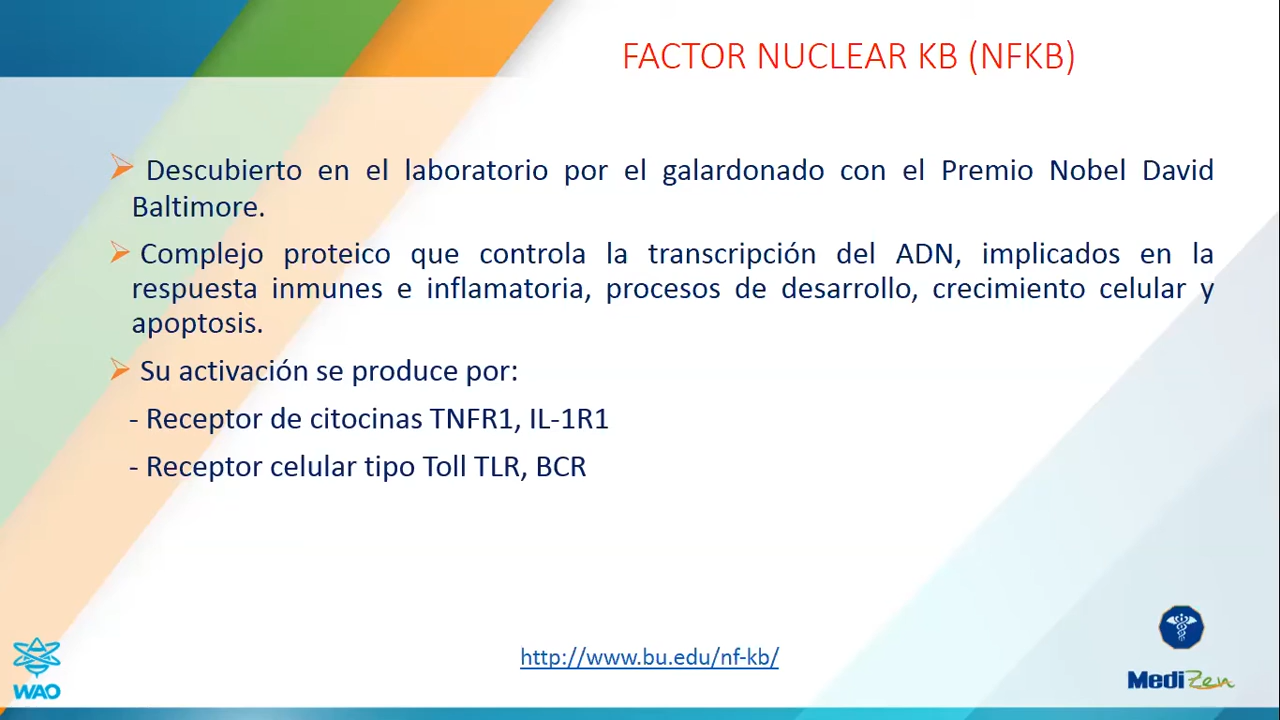 FACTOR NUCLEAR KB (NFKB)
Descubierto en el laboratorio por el galardonado con el Premio Nobel David
Baltimore.
Complejo proteico que controla la transcripción del ADN, implicados en la
respuesta inmunes e inflamatoria, procesos de desarrollo, crecimiento celular y
apoptosis.
Su activación se produce por:
- Receptor de citocinas TNFR1, IL-1R1
- Receptor celular tipo Toll TLR, BCR
http://www.bu.edu/nf-kb/
WAO
MediZen